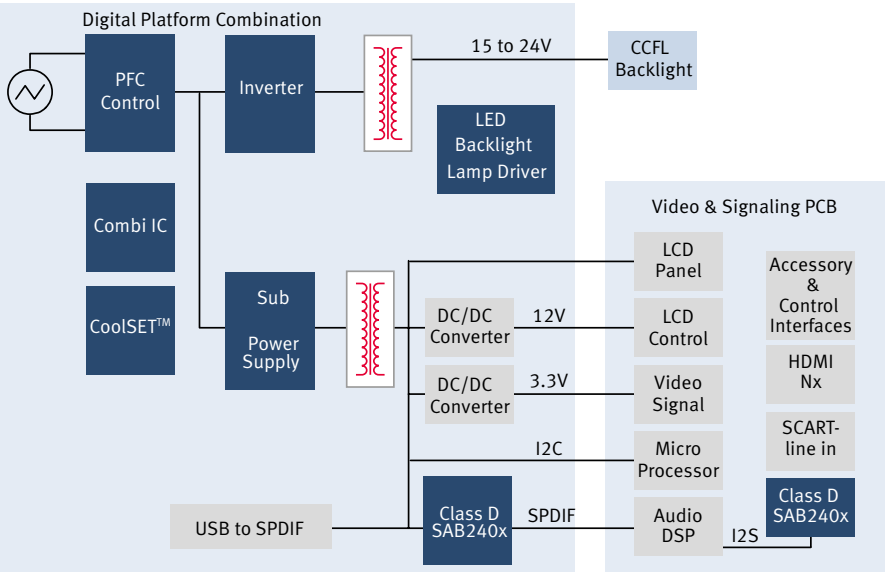 Digital Platform Combination
PFC
Control
Inverter
15 to 24V
CCFL
Backlight
LED
Backlight
Lamp Driver
Combi IC
CoolSET™
Sub
Power
Supply
DC/DC
Converter
12V
DC/DC
Converter
3.3V
I2C
USB to SPDIF
Class D
SAB240x
SPDIF
Video & Signaling PCB
LCD
Panel
LCD
Control
Video
Signal
Micro
Processor
Audio
DSP
I2S
Accessory
&
Control
Interfaces
HDMI
Nx
SCART-
line in
Class D
SAB240x